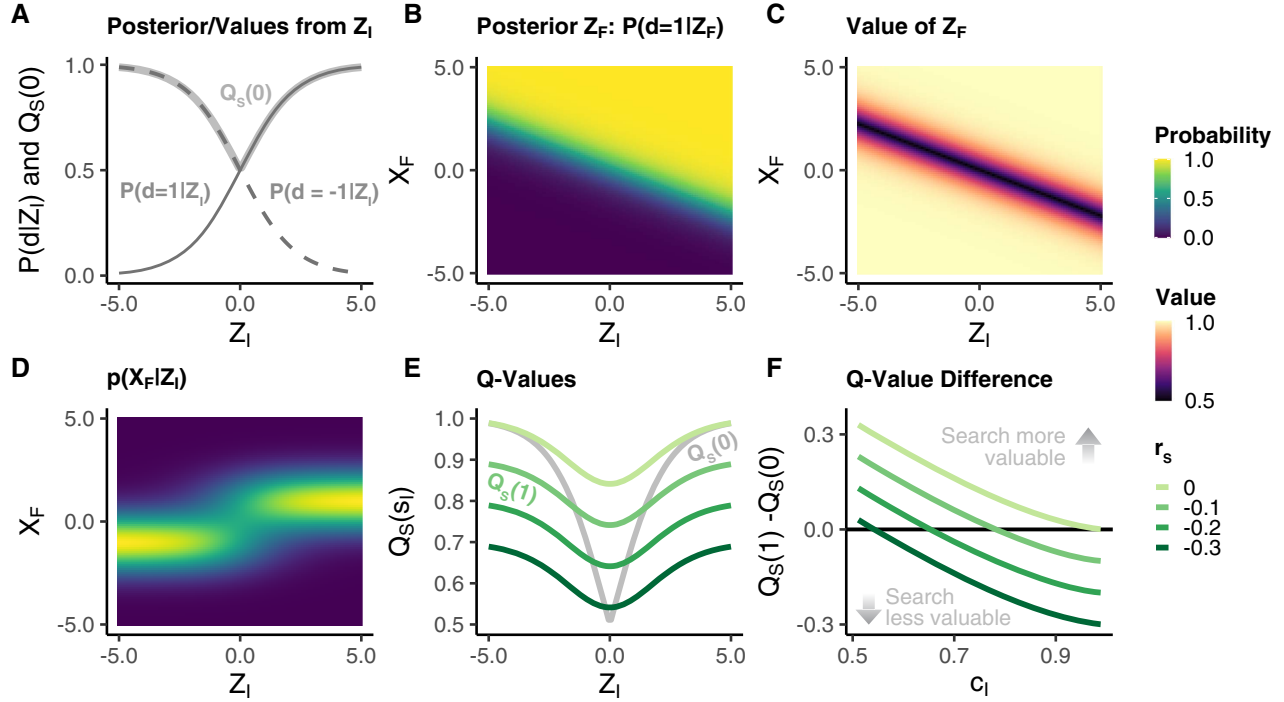 A
Posterior/Values from Z_I
P(d|Z_I) and Q_S(0)
1.0
0.5
0.0
Q_S(0)
P(d=1|Z_I)
P(d = -1|Z_I)
-5.0
0.0
5.0
Z_I
B
Posterior Z_F: P(d=1|Z_F)
X_F
5.0
0.0
-5.0
-5.0
0.0
5.0
Z_I
C
Value of Z_F
X_F
5.0
0.0
-5.0
-5.0
0.0
5.0
Z_I
Probability
1.0
0.5
0.0
Value
1.0
0.5
D
p(X_F|Z_I)
X_F
5.0
0.0
-5.0
-5.0
0.0
5.0
Z_I
E
Q-Values
Q_S(s_I)
1.0
0.9
0.8
0.7
0.6
0.5
Q_S(0)
Q_S(1)
-5.0
0.0
5.0
Z_I
F
Q-Value Difference
Q_S(1) -Q_S(0)
0.3
0.0
-0.3
Search more
valuable
Search
less valuable
0.5
0.7
0.9
c_I
r_s
0
-0.1
-0.2
-0.3